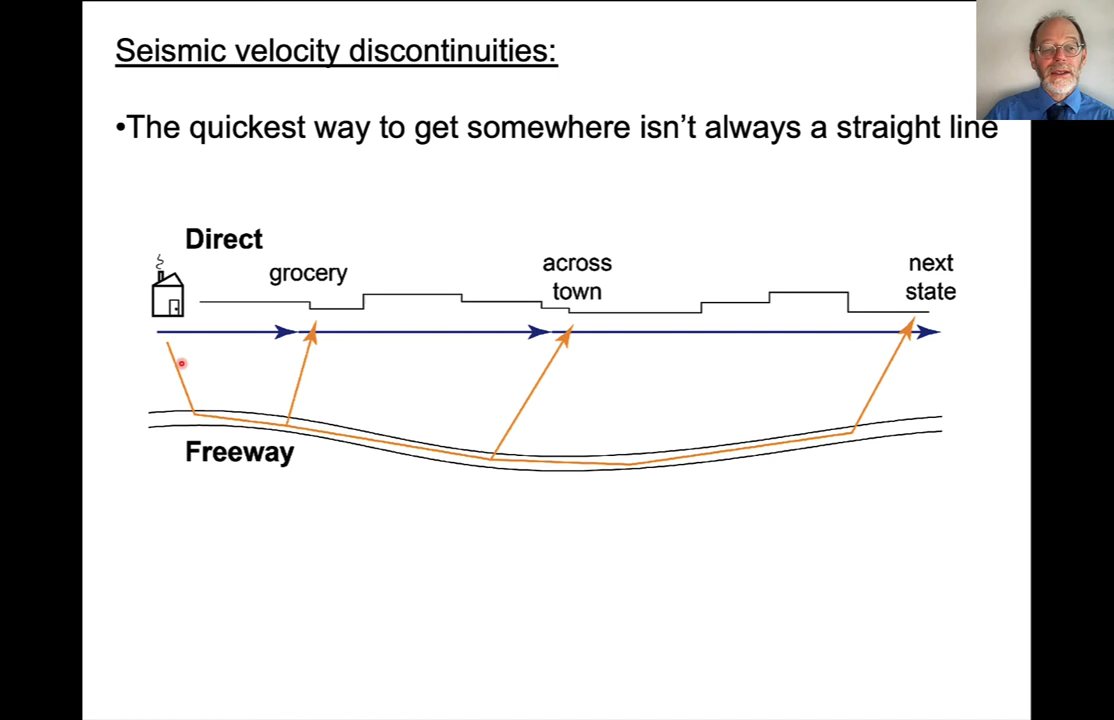 Seismic velocity discontinuities:
•The quickest way to get somewhere isn’t always a straight line
Direct
grocery
across
town
next
state
Freeway